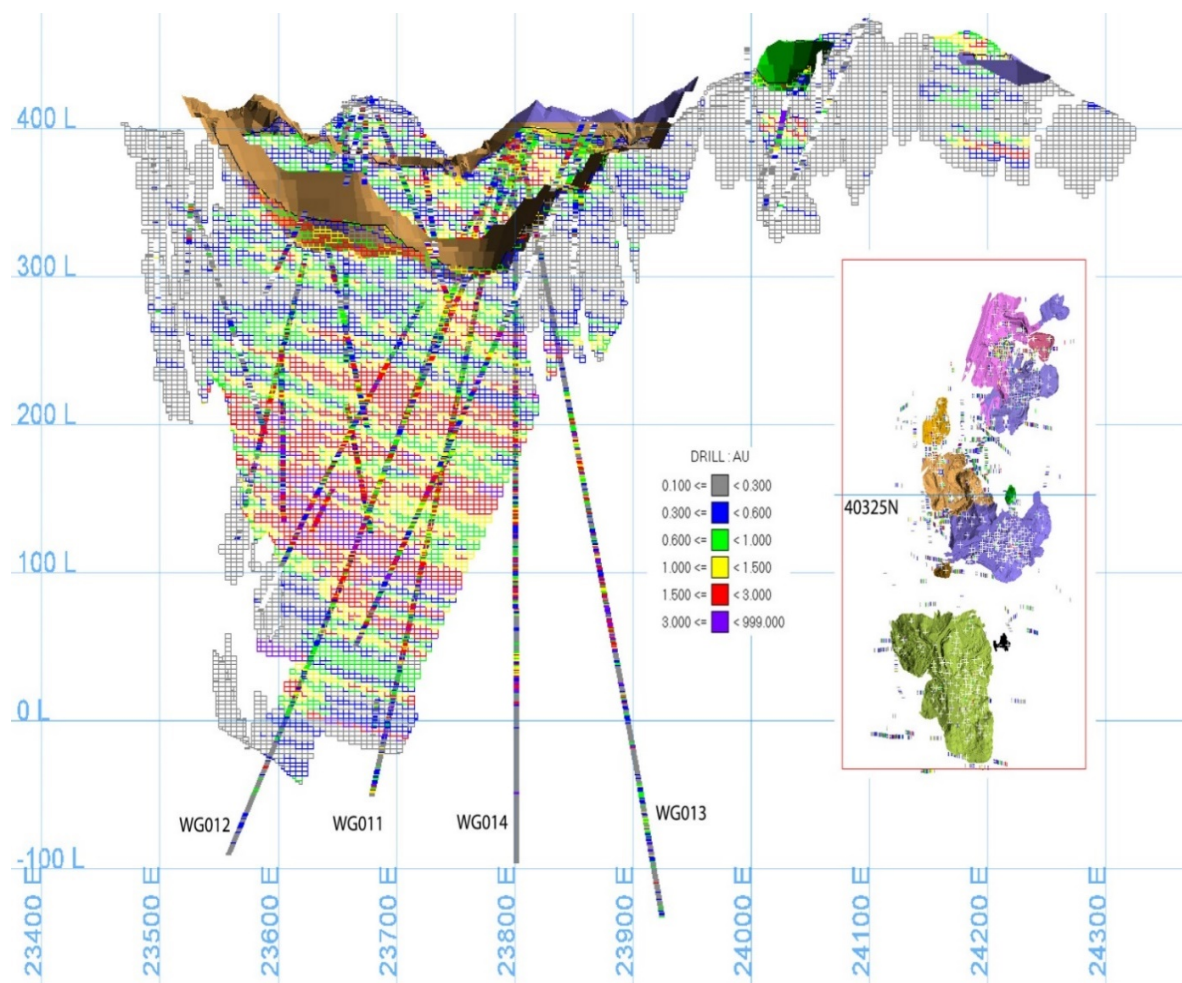 400 L
300 L
200 L
100 L
0 L
-100 L
DRILL : AU
0.100 <= < 0.300
0.300 <= < 0.600
0.600 <= < 1.000
1.000 <= < 1.500
1.500 <= < 3.000
3.000 <= < 999.000
40325N
WG012
WG011
WG014
WG013
23400 E
23500 E
23600 E
23700 E
23800 E
23900 E
24000 E
24100 E
24200 E
24300 E